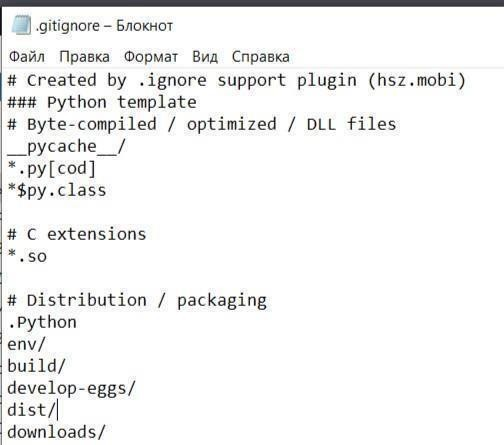 .gitignore – Блокнот
Файл Правка Формат Вид Справка
# Created by .ignore support plugin (hsz.mobi)
### Python template
# Byte-compiled / optimized / DLL files
__pycache__/
*.py[cod]
*$py.class

# C extensions
*.so

# Distribution / packaging
.Python
env/
build/
develop-eggs/
dist/
downloads/